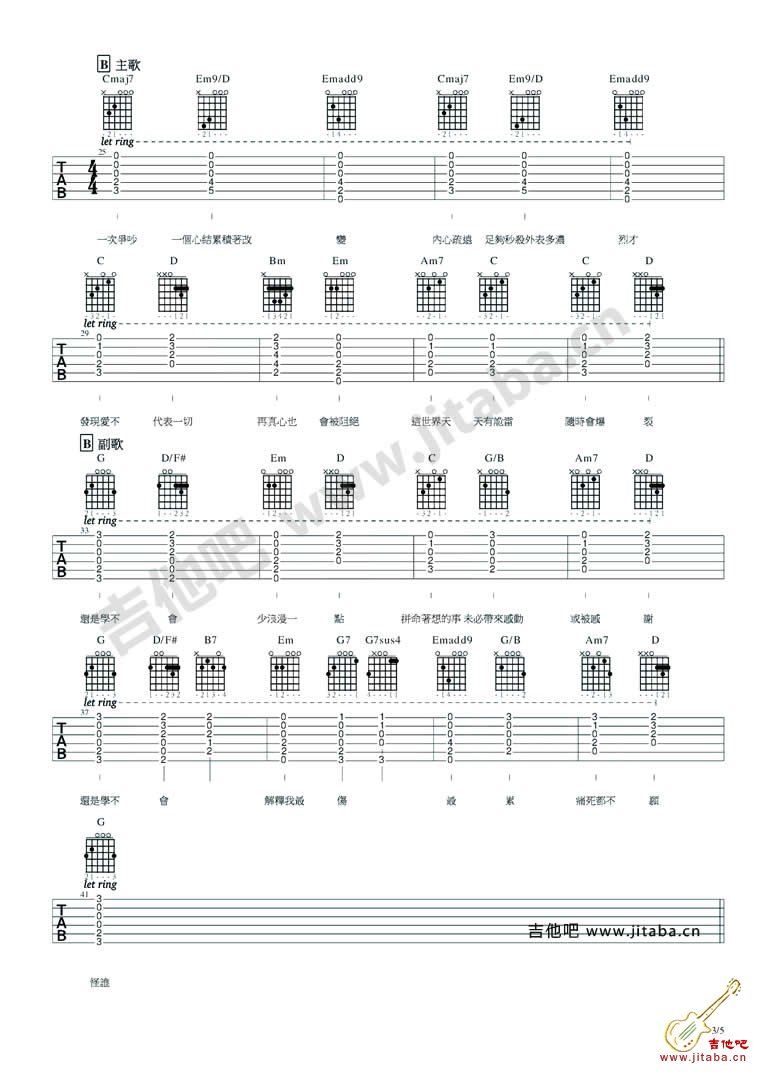 B 主歌
Cmaj7 Em9/D Emadd9 Cmaj7 Em9/D Emadd9
let ring
25
T A B 4 4
一次爭吵 一個心結累積著改 變 內心疏遠 足夠秒殺外表多濃 烈才
C D Bm Em Am7 C C D
let ring
29
T A B
發現愛不 代表一切 再真心也 會被阻絕 這世界天 天有詭雷 隨時會爆 裂
B 副歌
G D/F# Em D C G/B Am7 D
let ring
33
T A B
還是學不 會 少浪漫一 點 拼命著想的事 未必帶來感動 或被感 謝
G D/F# B7 Em G7 G7sus4 Emadd9 G/B Am7 D
let ring
37
T A B
還是學不 會 解釋我最 傷 最 累 痛死都不 願
G
let ring
41
T A B
怪誰
吉他吧 www.jitaba.cn
吉他吧 www.jitaba.cn
3/5
吉他吧
www.jitaba.cn